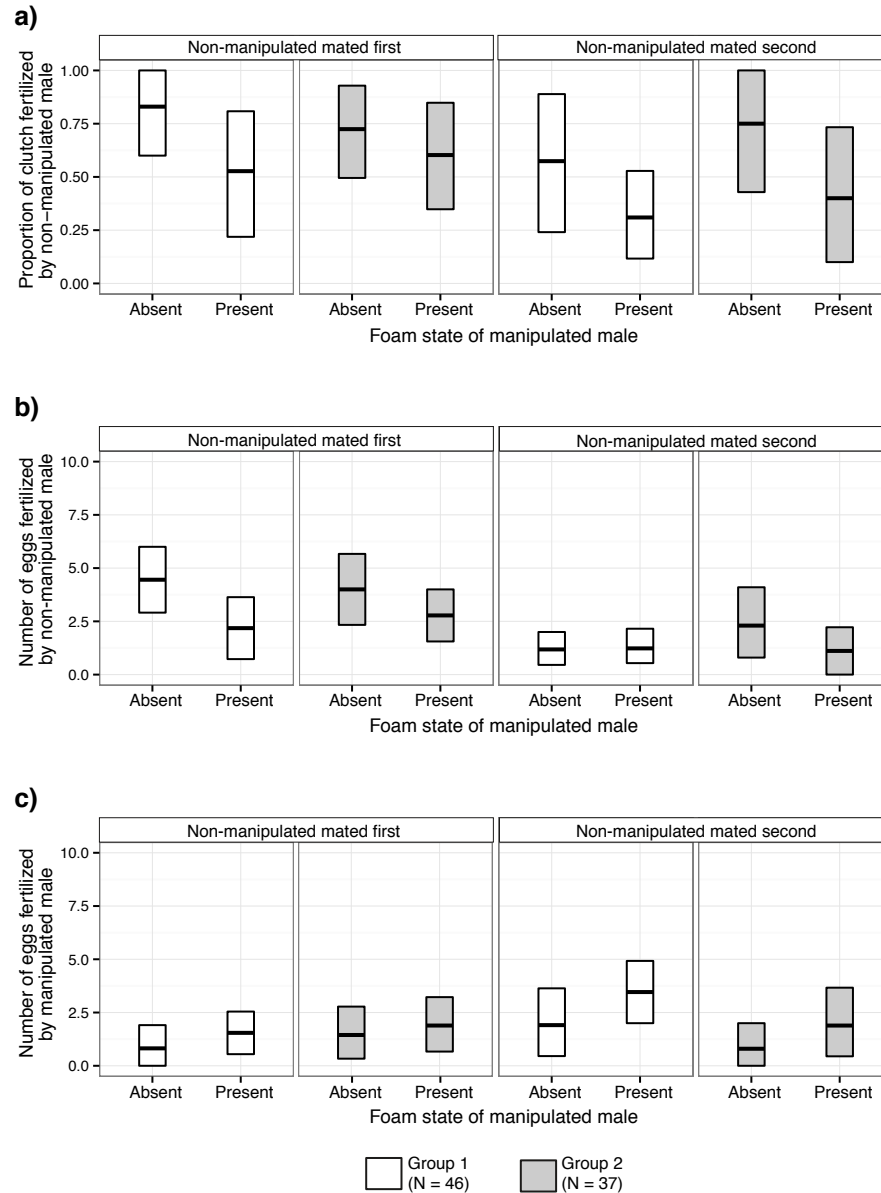 a)
Non-manipulated mated first
Non-manipulated mated second
Proportion of clutch fertilized
by non−manipulated male
1.00
0.75
0.50
0.25
0.00
Absent Present Absent Present Absent Present Absent Present
Foam state of manipulated male
b)
Non-manipulated mated first
Non-manipulated mated second
Number of eggs fertilized
by non-manipulated male
10.0
7.5
5.0
2.5
0.0
Absent Present Absent Present Absent Present Absent Present
Foam state of manipulated male
c)
Non-manipulated mated first
Non-manipulated mated second
Number of eggs fertilized
by manipulated male
10.0
7.5
5.0
2.5
0.0
Absent Present Absent Present Absent Present Absent Present
Foam state of manipulated male
Group 1
(N = 46)
Group 2
(N = 37)